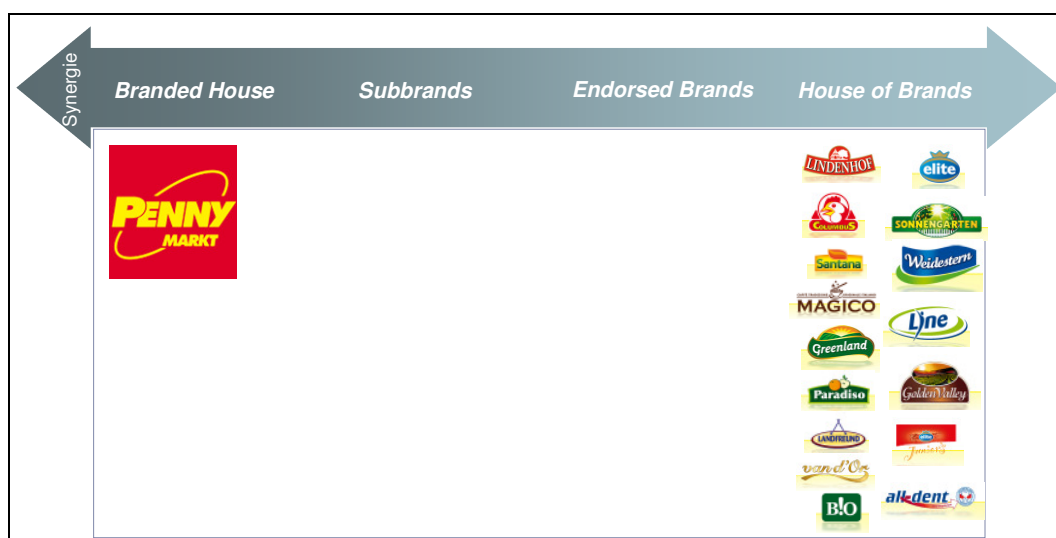 Synergie
Branded House
Subbrands
Endorsed Brands
House of Brands
PENNY
MARKT
LINDENHOF
elite
COLUMBUS
SONNENGARTEN
Santana
Weidestern
MAGICO
Line
Greenland
Paradiso
Golden Valley
LANDFREUND
elite
van d'Or
B!O
all-dent